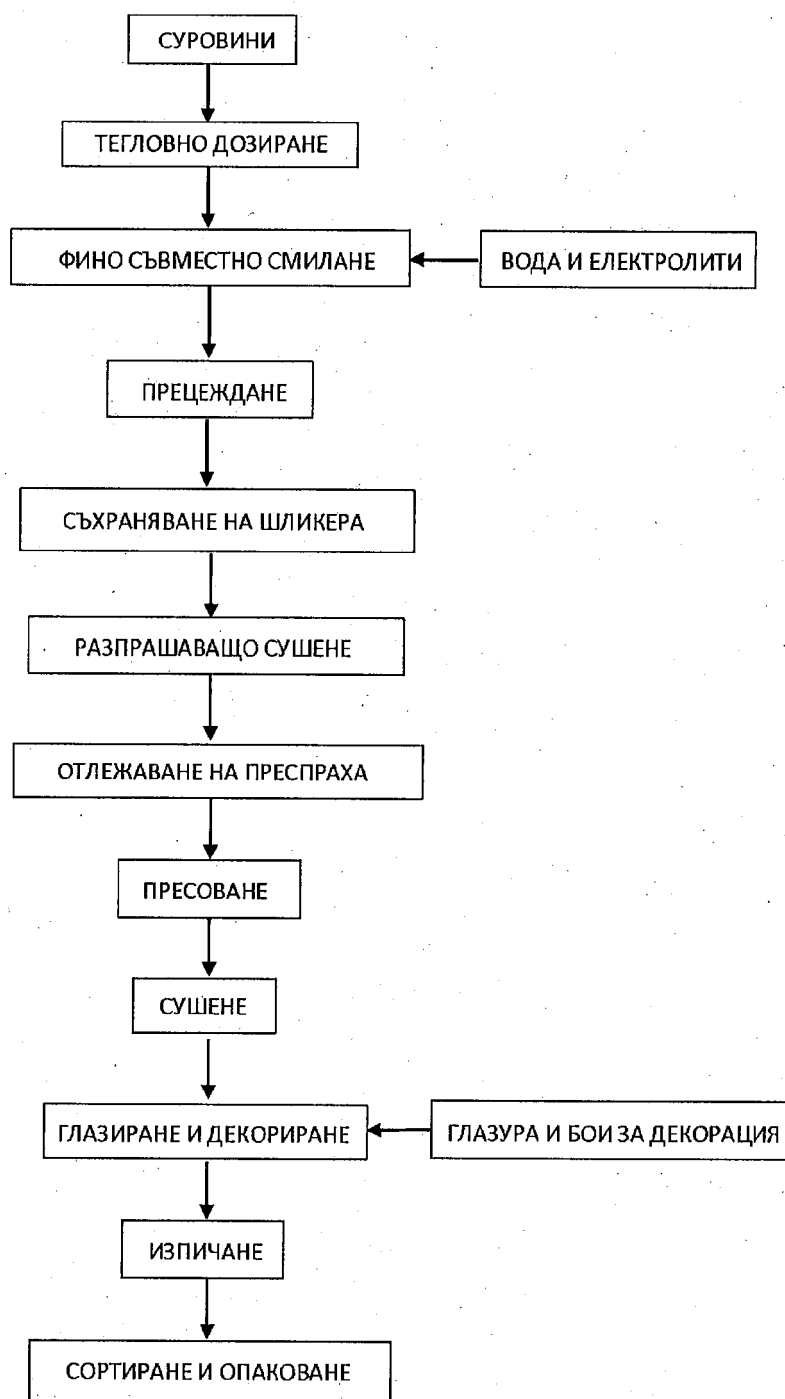 СУРОВИНИ
ТЕГЛОВНО ДОЗИРАНЕ
ФИНО СЪВМЕСТНО СМИЛАНЕ
ВОДА И ЕЛЕКТРОЛИТИ
ПРЕЦЕЖДАНЕ
СЪХРАНЯВАНЕ НА ШЛИКЕРА
РАЗПРАШАВАЩО СУШЕНЕ
ОТЛЕЖАВАНЕ НА ПРЕСПРАХА
ПРЕСОВАНЕ
СУШЕНЕ
ГЛАЗИРАНЕ И ДЕКОРИРАНЕ
ГЛАЗУРА И БОИ ЗА ДЕКОРАЦИЯ
ИЗПИЧАНЕ
СОРТИРАНЕ И ОПАКОВАНЕ